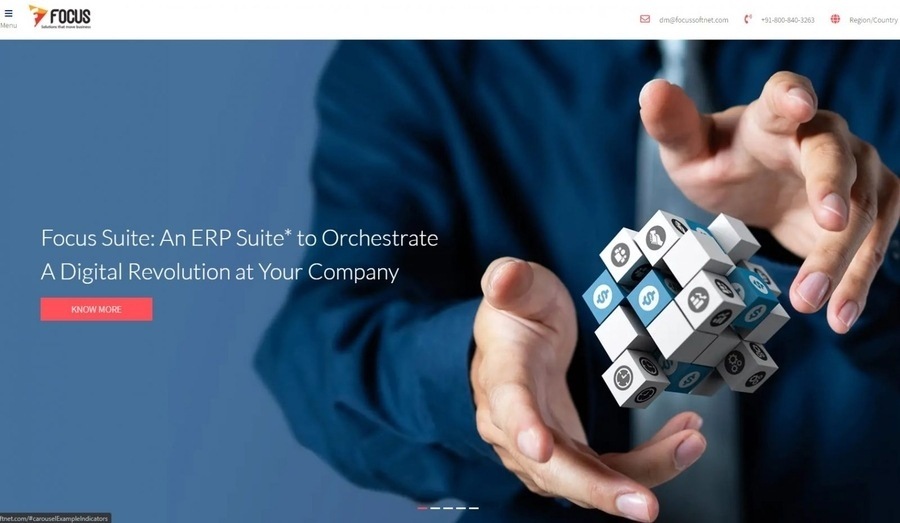 Menu
FOCUS
Solutions that move business
dm@focussoftnet.com
+91-800-840-3263
Region/Country
Focus Suite: An ERP Suite* to Orchestrate
A Digital Revolution at Your Company
KNOW MORE
ftnet.com/#carouselExampleIndicators